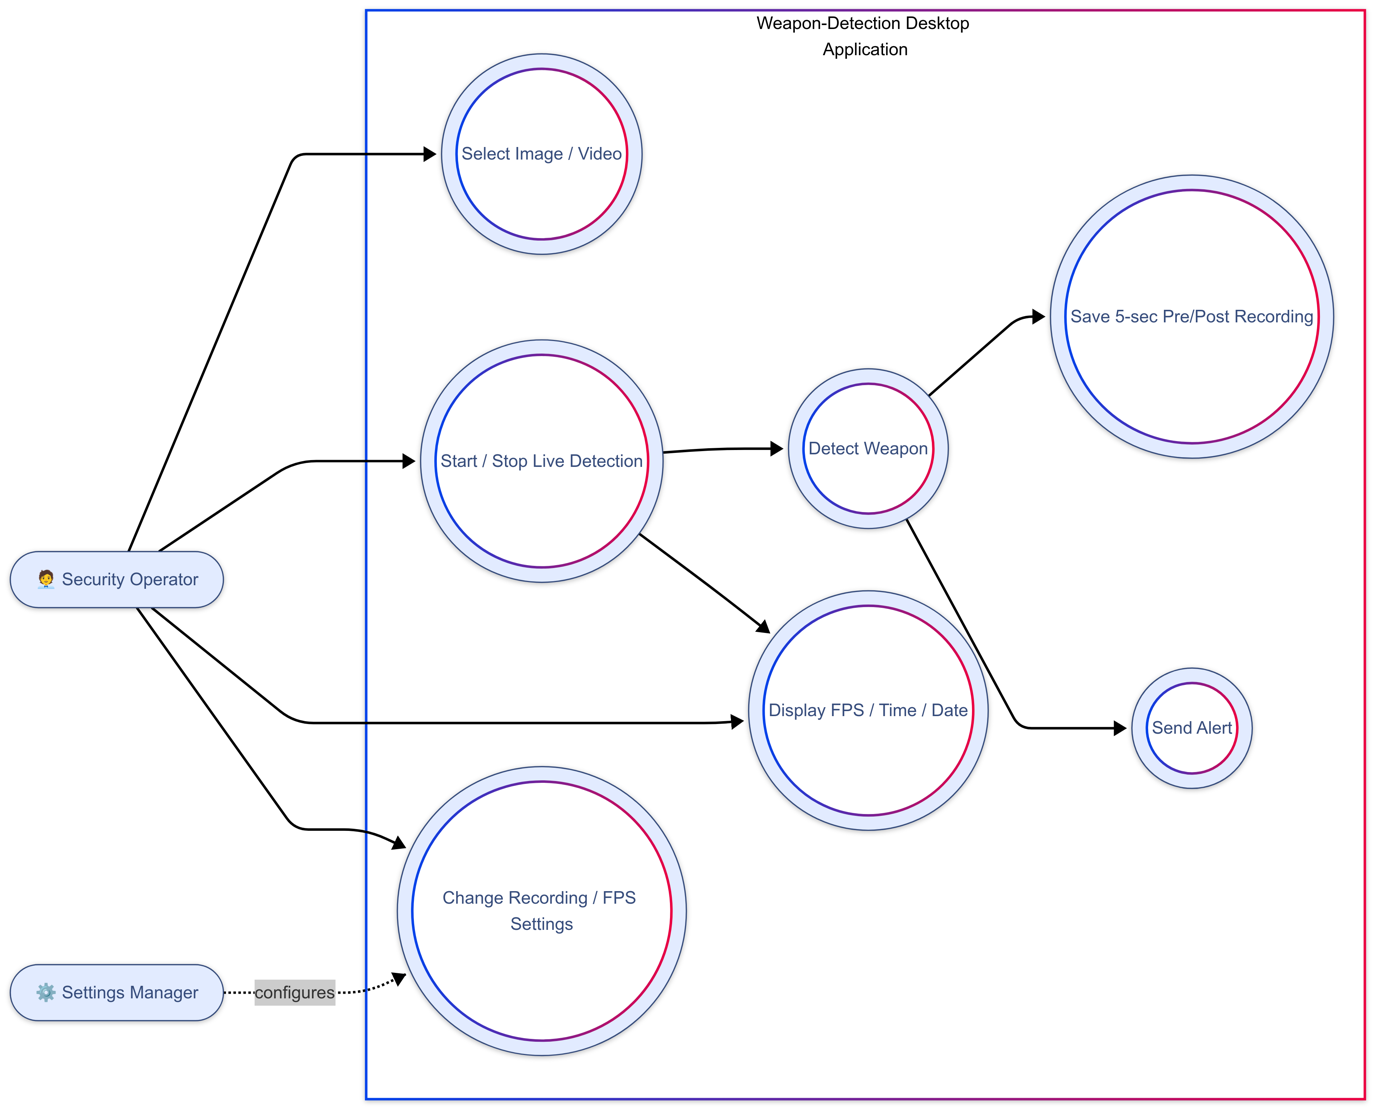 Weapon-Detection Desktop
Application
Select Image / Video
Save 5-sec Pre/Post Recording
Start / Stop Live Detection
Detect Weapon
🧑‍💼 Security Operator
Display FPS / Time / Date
Send Alert
Change Recording / FPS
Settings
⚙️ Settings Manager
configures